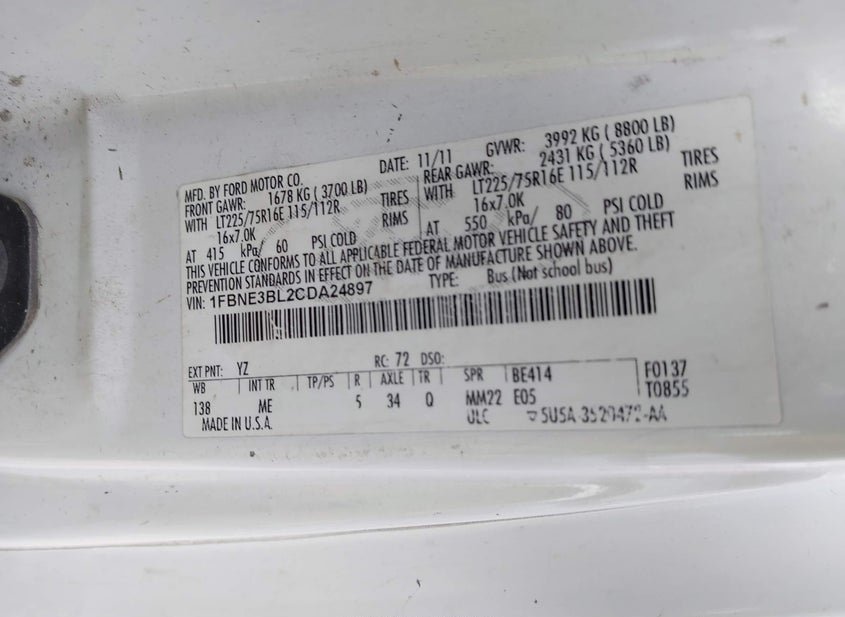 MFD. BY FORD MOTOR CO.
DATE: 11/11 GVWR: 3992 KG ( 8800 LB)
FRONT GAWR: 1678 KG ( 3700 LB) REAR GAWR: 2431 KG ( 5360 LB)
WITH LT225/75R16E 115/112R TIRES WITH LT225/75R16E 115/112R TIRES
16x7.0K RIMS 16x7.0K RIMS
AT 415 kPa/ 60 PSI COLD AT 550 kPa/ 80 PSI COLD
THIS VEHICLE CONFORMS TO ALL APPLICABLE FEDERAL MOTOR VEHICLE SAFETY AND THEFT
PREVENTION STANDARDS IN EFFECT ON THE DATE OF MANUFACTURE SHOWN ABOVE.
VIN: 1FBNE3BL2CDA24897 TYPE: Bus (Not school bus)
EXT PNT: YZ RC: 72 DSO:
WB INT TR TP/PS R AXLE TR SPR BE414 F0137
138 ME 5 34 Q MM22 E05 T0855
MADE IN U.S.A. ULC 5U5A-3520472-AA